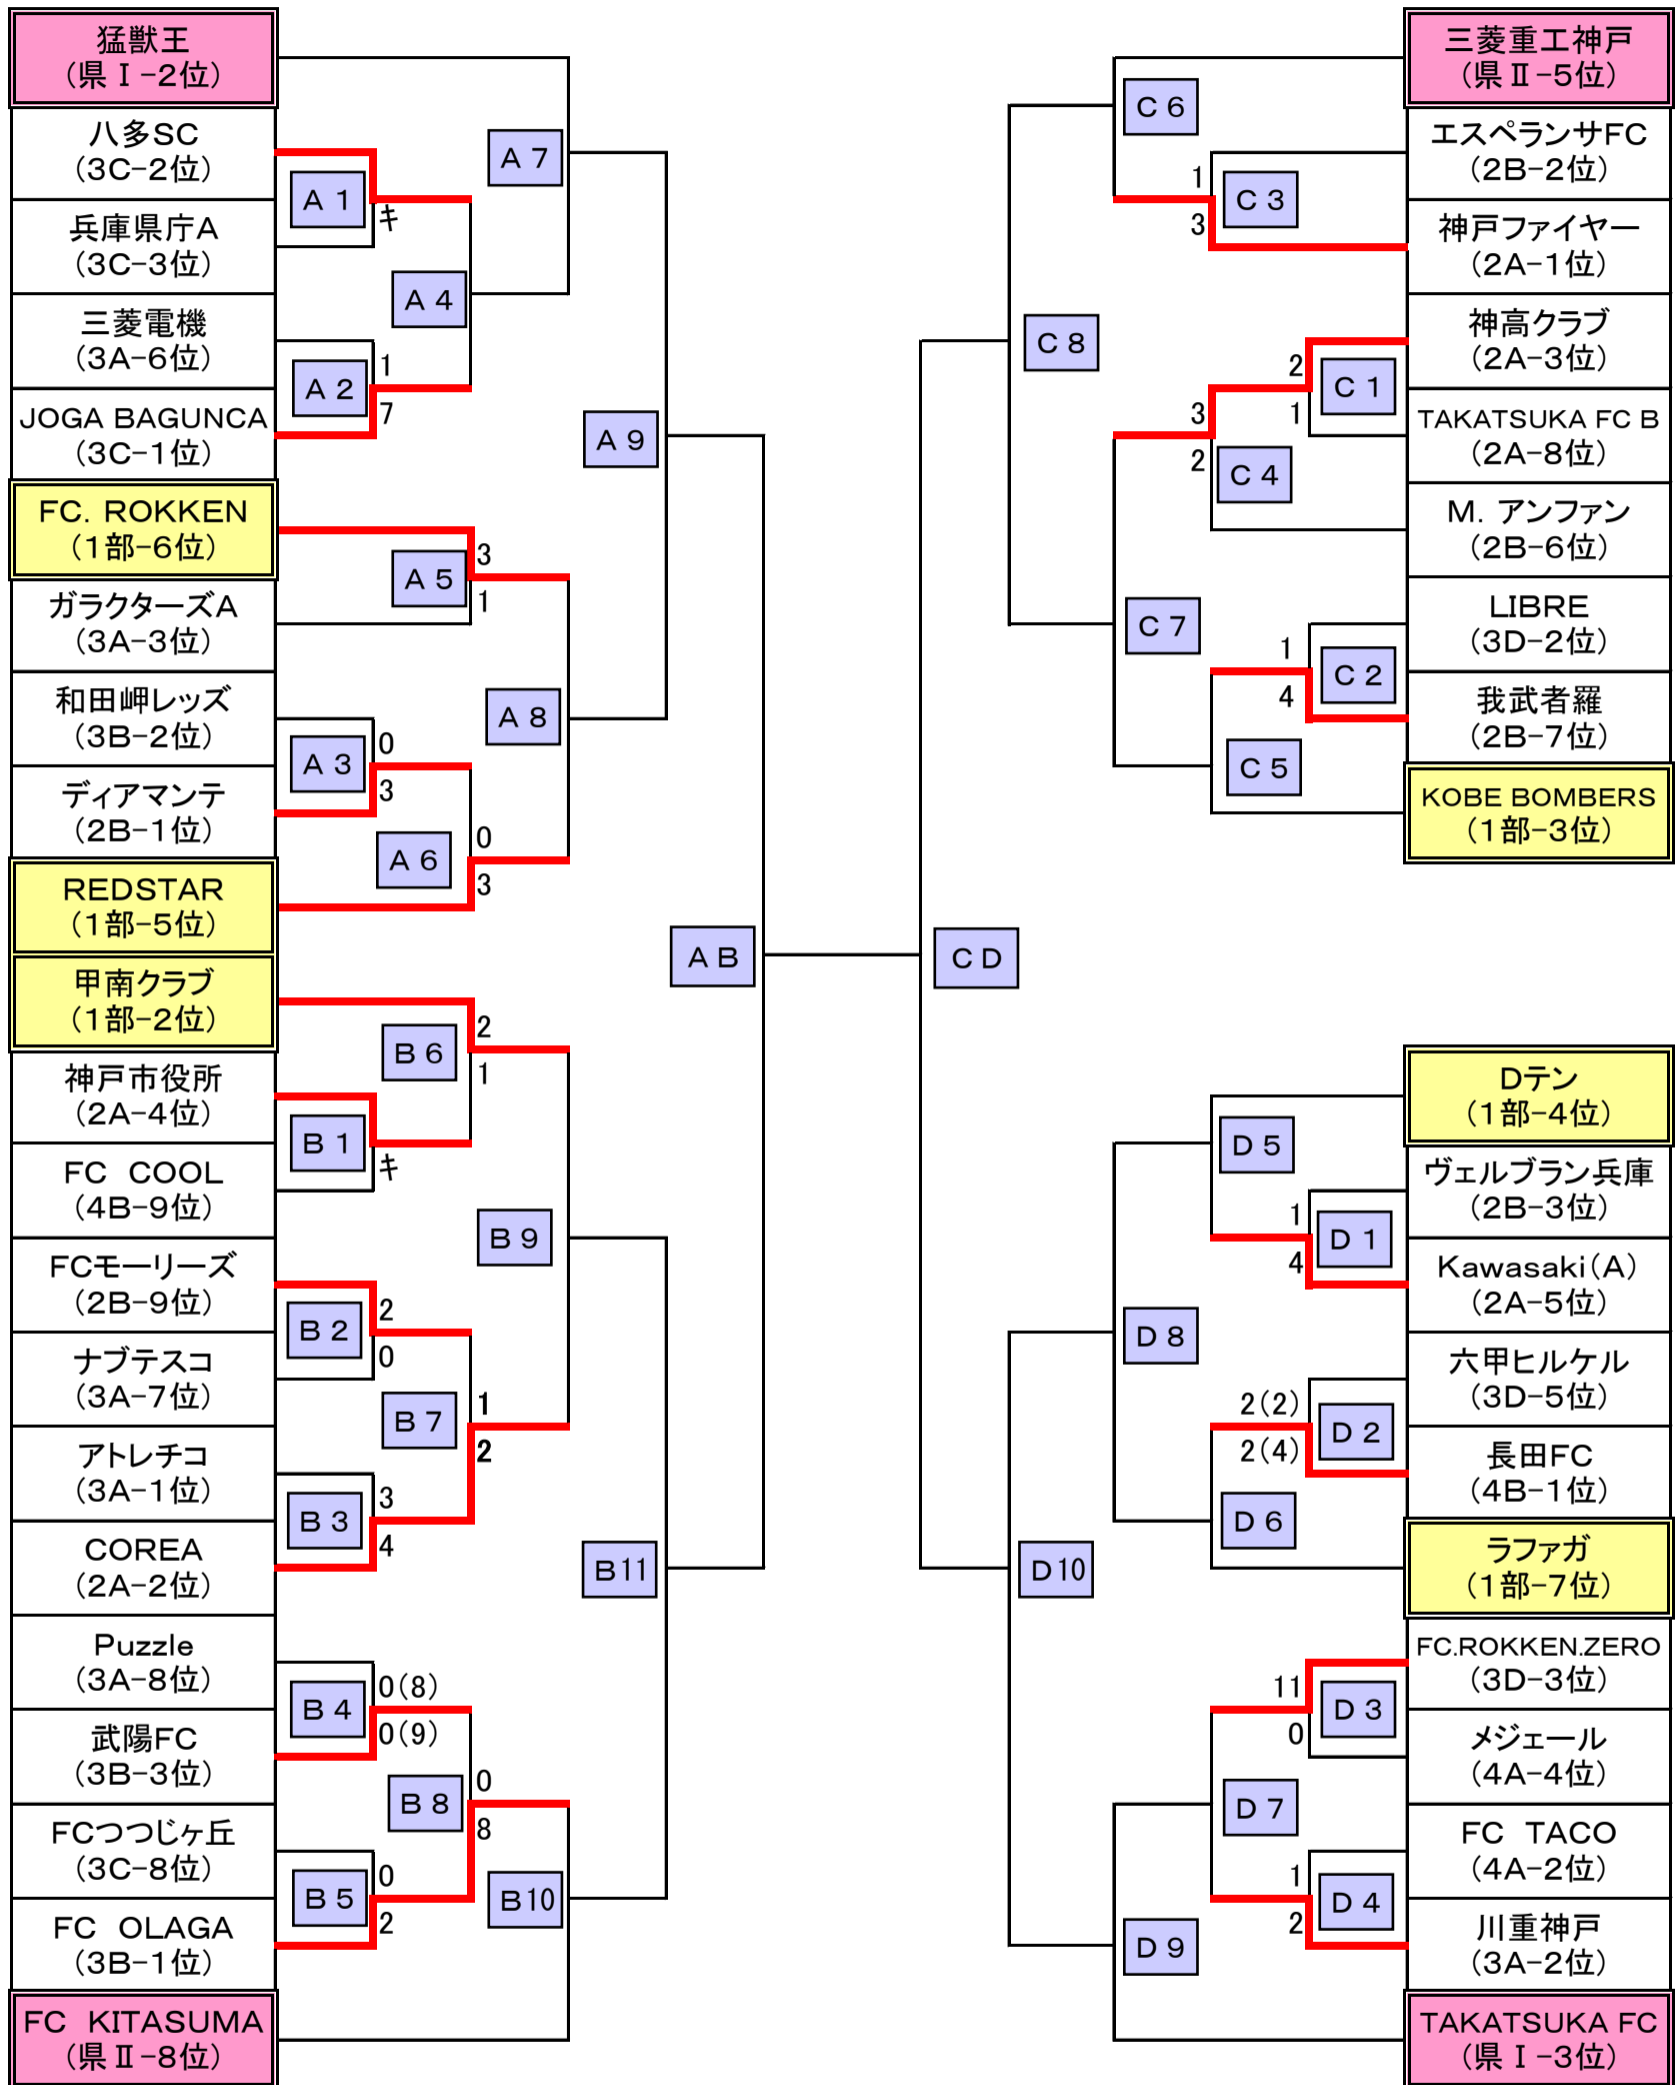 猛獣王
(県Ⅰ-2位)
八多SC
(3C-2位)
兵庫県庁A
(3C-3位)
三菱電機
(3A-6位)
JOGA BAGUNCA
(3C-1位)
FC. ROKKEN
(1部-6位)
ガラクターズA
(3A-3位)
和田岬レッズ
(3B-2位)
ディアマンテ
(2B-1位)
REDSTAR
(1部-5位)
甲南クラブ
(1部-2位)
神戸市役所
(2A-4位)
FC COOL
(4B-9位)
FCモーリーズ
(2B-9位)
ナブテスコ
(3A-7位)
アトレチコ
(3A-1位)
COREA
(2A-2位)
Puzzle
(3A-8位)
武陽FC
(3B-3位)
FCつつじヶ丘
(3C-8位)
FC OLAGA
(3B-1位)
FC KITASUMA
(県Ⅱ-8位)
A 1
キ
A 2
1
7
A 3
0
3
A 4
A 5
3
1
A 6
0
3
A 7
A 8
A 9
B 1
キ
B 2
2
0
B 3
3
4
B 4
0(8)
0(9)
B 5
0
2
B 6
2
1
B 7
1
2
B 8
0
8
B 9
B10
B11
A B
C D
三菱重工神戸
(県Ⅱ-5位)
エスペランサFC
(2B-2位)
神戸ファイヤー
(2A-1位)
神高クラブ
(2A-3位)
TAKATSUKA FC B
(2A-8位)
M. アンファン
(2B-6位)
LIBRE
(3D-2位)
我武者羅
(2B-7位)
KOBE BOMBERS
(1部-3位)
Dテン
(1部-4位)
ヴェルブラン兵庫
(2B-3位)
Kawasaki(A)
(2A-5位)
六甲ヒルケル
(3D-5位)
長田FC
(4B-1位)
ラファガ
(1部-7位)
FC.ROKKEN.ZERO
(3D-3位)
メジェール
(4A-4位)
FC TACO
(4A-2位)
川重神戸
(3A-2位)
TAKATSUKA FC
(県Ⅰ-3位)
C 6
1
3
C 3
C 8
2
1
C 1
3
2
C 4
C 7
1
4
C 2
C 5
D 5
1
4
D 1
D 8
2(2)
2(4)
D 2
D 6
D10
11
0
D 3
D 7
1
2
D 4
D 9